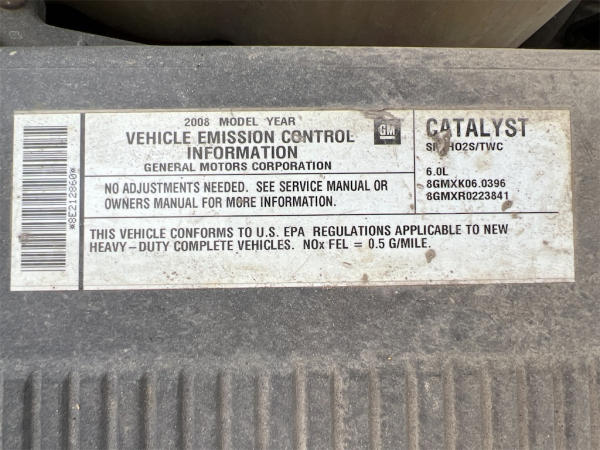 *8E212860*
2008 MODEL YEAR
VEHICLE EMISSION CONTROL
INFORMATION
GENERAL MOTORS CORPORATION
GM
CATALYST
/TWC
6.0L
8GMXK06.0396
8GMXR0223841
NO ADJUSTMENTS NEEDED. SEE SERVICE MANUAL OR
OWNERS MANUAL FOR MORE INFORMATION.
THIS VEHICLE CONFORMS TO U.S. EPA REGULATIONS APPLICABLE TO NEW
HEAVY-DUTY COMPLETE VEHICLES. NOx FEL = 0.5 G/MILE.